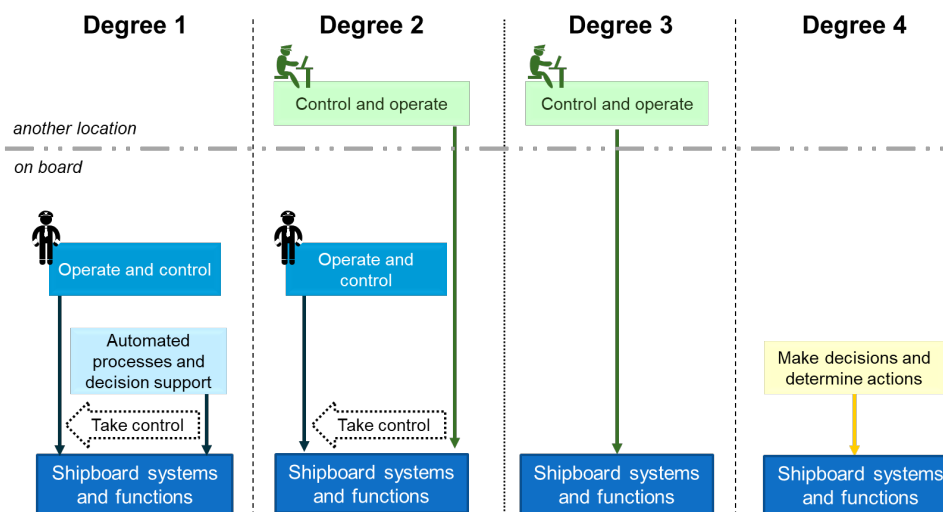 Degree 1
Degree 2
Degree 3
Degree 4
Control and operate
Control and operate
another location
on board
Operate and control
Operate and
control
Automated
processes and
decision support
Make decisions and
determine actions
Take control
Take control
Shipboard systems
and functions
Shipboard systems
and functions
Shipboard systems
and functions
Shipboard systems
and functions